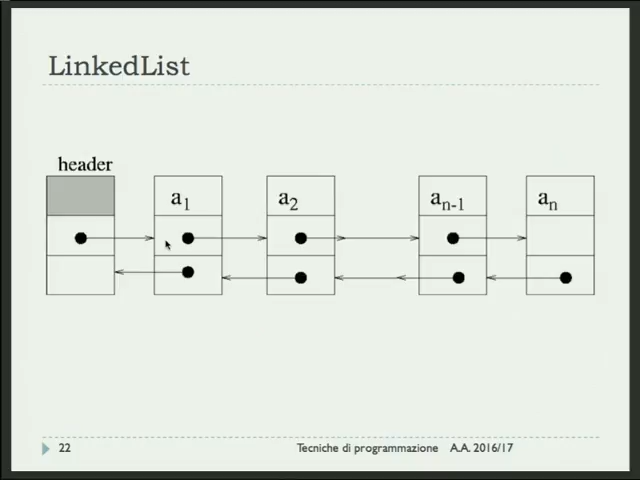 LinkedList
header
a1 a2 an-1 an
22 Tecniche di programmazione A.A. 2016/17